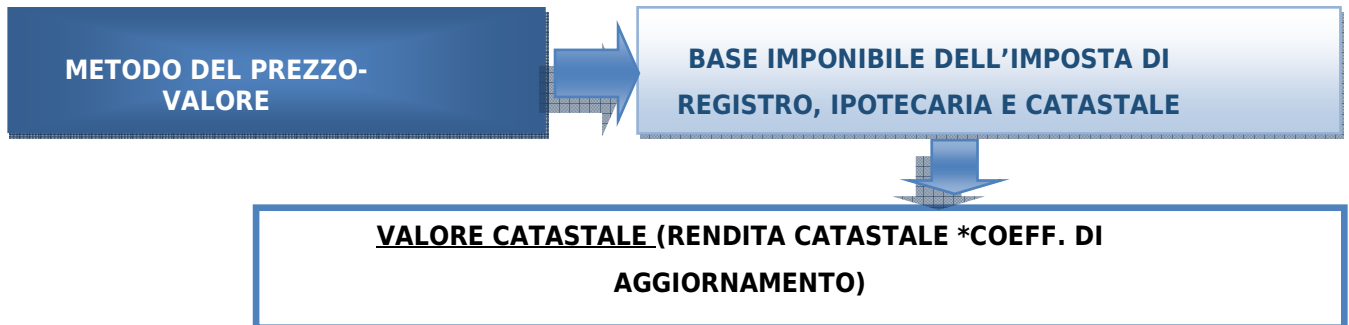 METODO DEL PREZZO-
VALORE
BASE IMPONIBILE DELL’IMPOSTA DI
REGISTRO, IPOTECARIA E CATASTALE
VALORE CATASTALE (RENDITA CATASTALE *COEFF. DI
AGGIORNAMENTO)